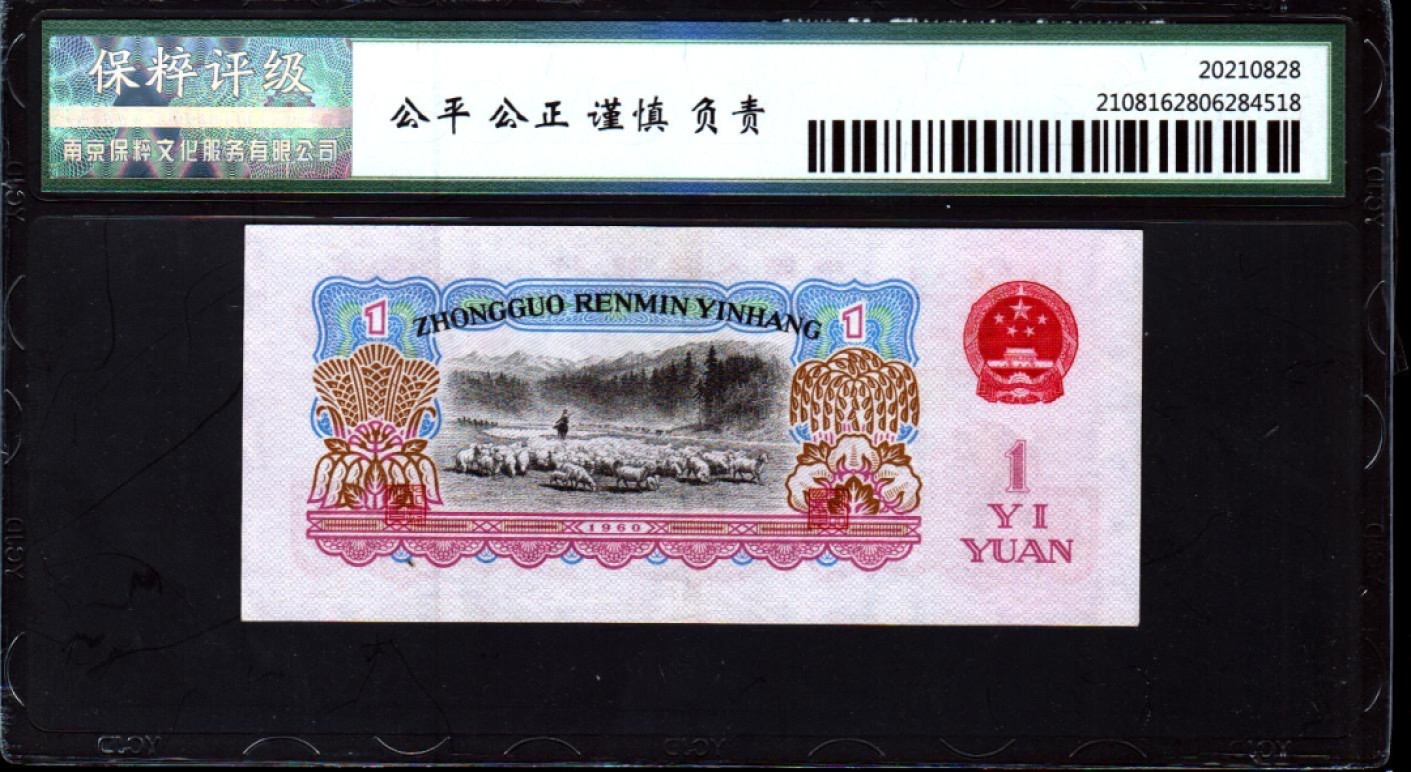 保粹评级
南京保粹文化服务有限公司
公平 公正 谨慎 负责
20210828
2108162806284518
1
ZHONGGUO RENMIN YINHANG
1
1960
1
YI
YUAN